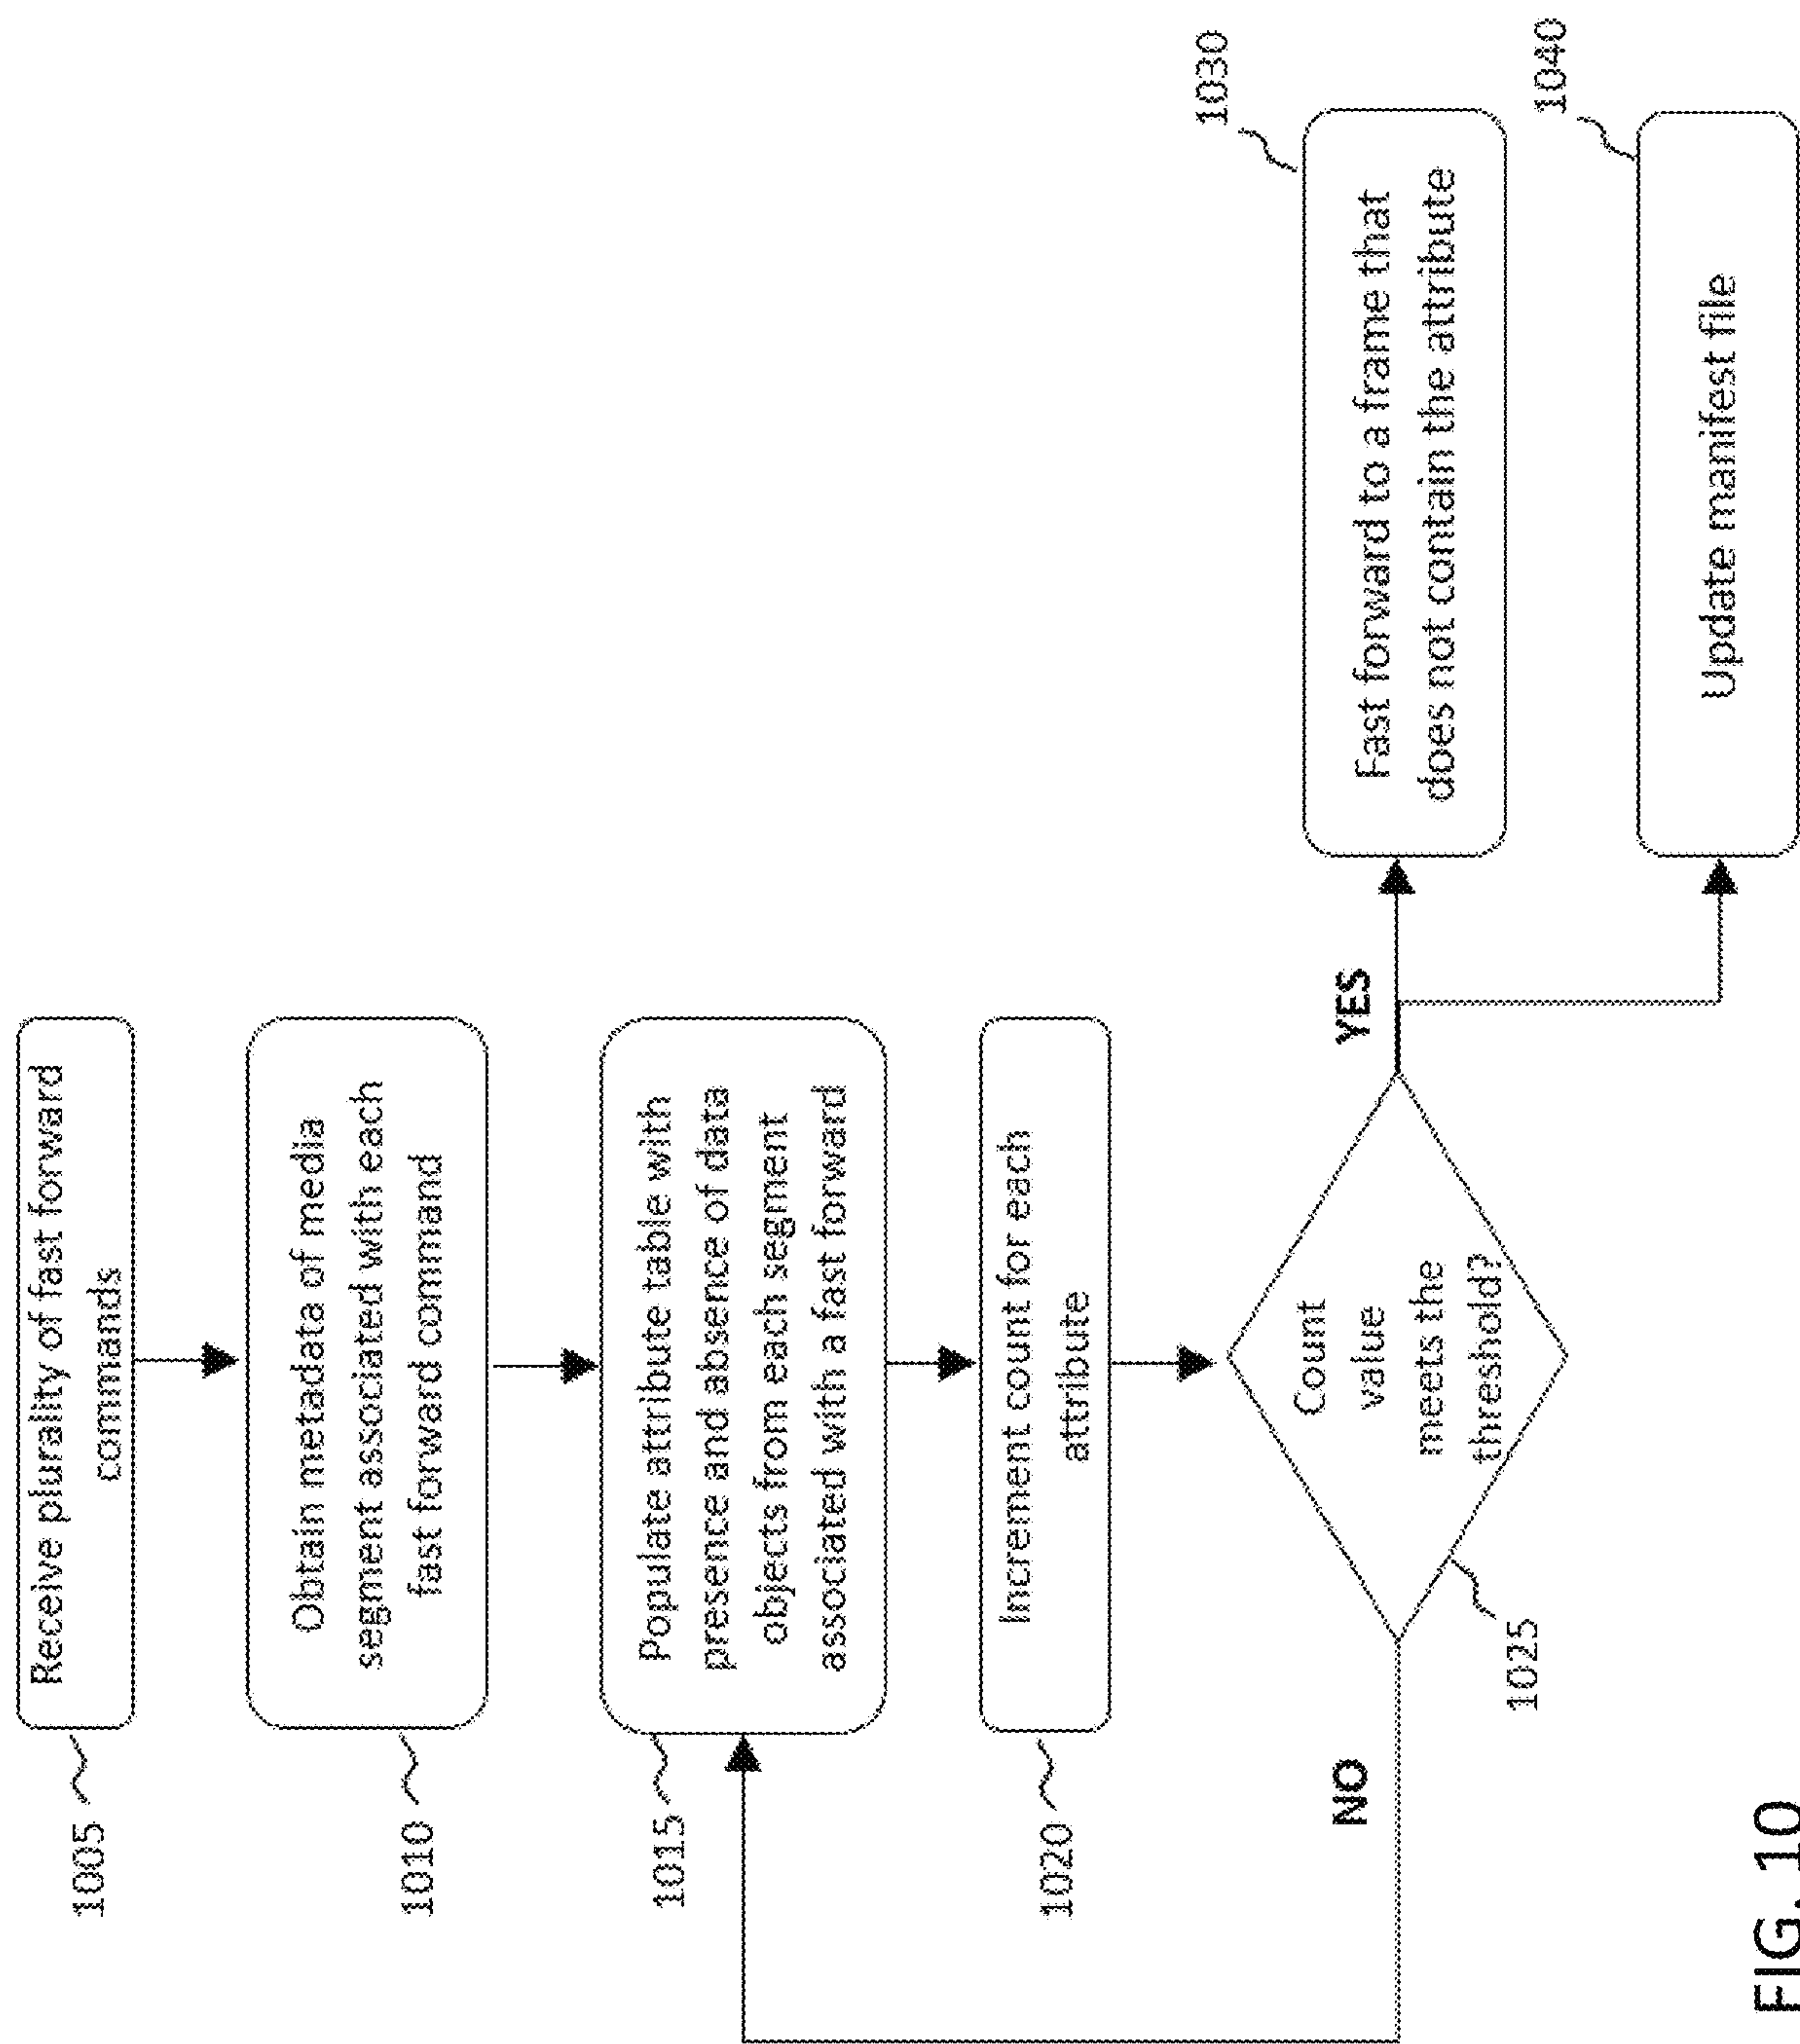 1005
Receive plurality of fast forward
commands
1010
Obtain metadata of media
segment associated with each
fast forward command
1015
Populate attribute table with
presence and absence of data
objects from each segment
associated with a fast forward
1020
Increment count for each
attribute
Count
value
meets the
threshold?
1025
NO
YES
1030
Fast forward to a frame that
does not contain the attribute
1040
Update manifest file
FIG. 10